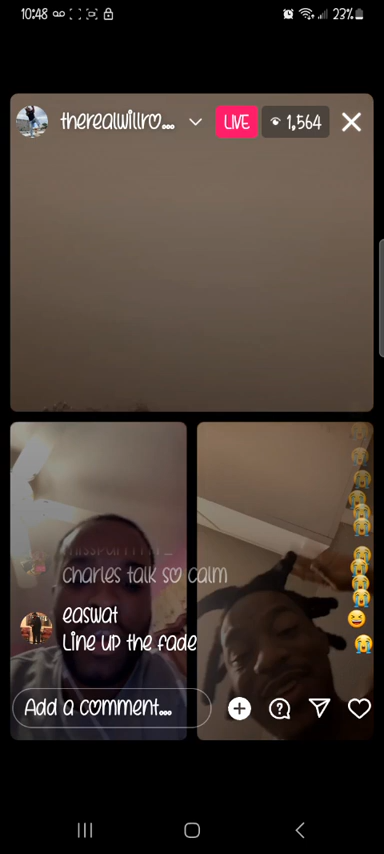 10:48
23%
therealwillro...
LIVE
1,564
charles talk so calm
easwat
Line up the fade
Add a comment...